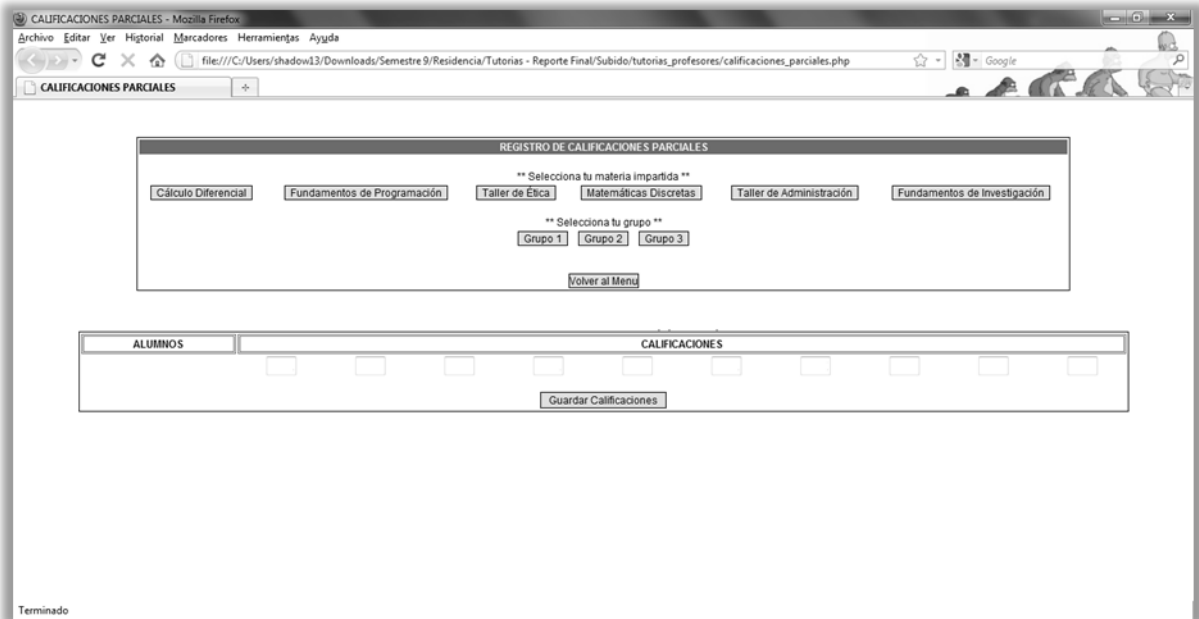 CALIFICACIONES PARCIALES - Mozilla Firefox
Archivo Editar Ver Historial Marcadores Herramientas Ayuda
file:///C:/Users/shadow13/Downloads/Semestre 9/Residencia/Tutorias - Reporte Final/Subido/tutorias_profesores/calificaciones_parciales.php Google
CALIFICACIONES PARCIALES
REGISTRO DE CALIFICACIONES PARCIALES
** Selecciona tu materia impartida **
Cálculo Diferencial Fundamentos de Programación Taller de Ética Matemáticas Discretas Taller de Administración Fundamentos de Investigación
** Selecciona tu grupo **
Grupo 1 Grupo 2 Grupo 3
Volver al Menu
ALUMNOS CALIFICACIONES
Guardar Calificaciones
Terminado